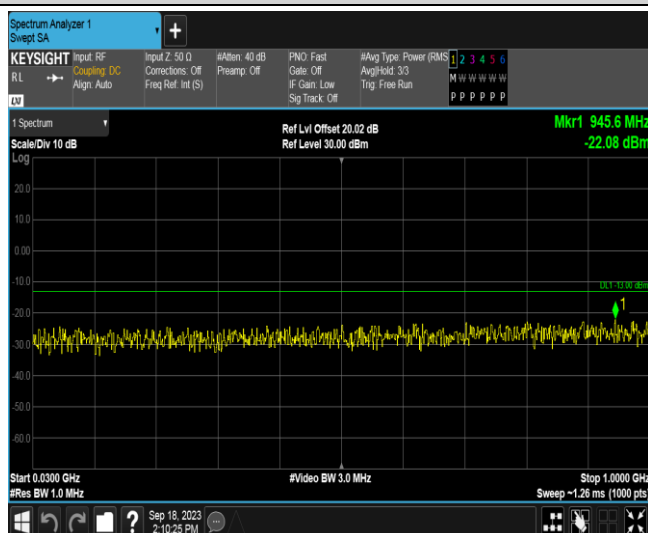 Spectrum Analyzer 1
Swept SA
+
KEYSIGHT
RL
LXI
Input: RF
Coupling: DC
Align: Auto
Input Z: 50 Ω
Corrections: Off
Freq Ref: Int (S)
#Atten: 40 dB
Preamp: Off
PNO: Fast
Gate: Off
IF Gain: Low
Sig Track: Off
#Avg Type: Power (RMS
Avg|Hold: 3/3
Trig: Free Run
1 2 3 4 5 6
M W W W W W
P P P P P P
1 Spectrum
Scale/Div 10 dB
Log
Ref Lvl Offset 20.02 dB
Ref Level 30.00 dBm
Mkr1 945.6 MHz
-22.08 dBm
20.0
10.0
0.00
-10.0
-20.0
-30.0
-40.0
-50.0
-60.0
DL1 -13.00 dBm
1
Start 0.0300 GHz
#Res BW 1.0 MHz
#Video BW 3.0 MHz
Stop 1.0000 GHz
Sweep ~1.26 ms (1000 pts)
?
Sep 18, 2023
2:10:25 PM